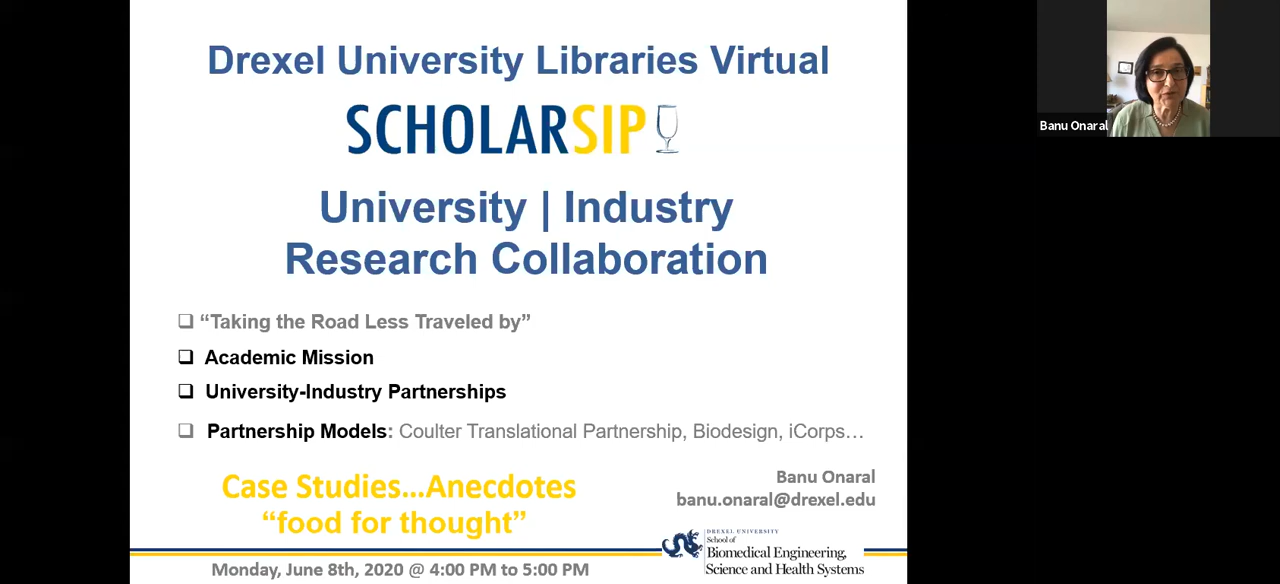 Drexel University Libraries Virtual
SCHOLARSIP
University | Industry
Research Collaboration
“Taking the Road Less Traveled by”
Academic Mission
University-Industry Partnerships
Partnership Models: Coulter Translational Partnership, Biodesign, iCorps…
Case Studies…Anecdotes
“food for thought”
Banu Onaral
banu.onaral@drexel.edu
DREXEL UNIVERSITY
School of
Biomedical Engineering,
Science and Health Systems
Monday, June 8th, 2020 @ 4:00 PM to 5:00 PM
Banu Onaral